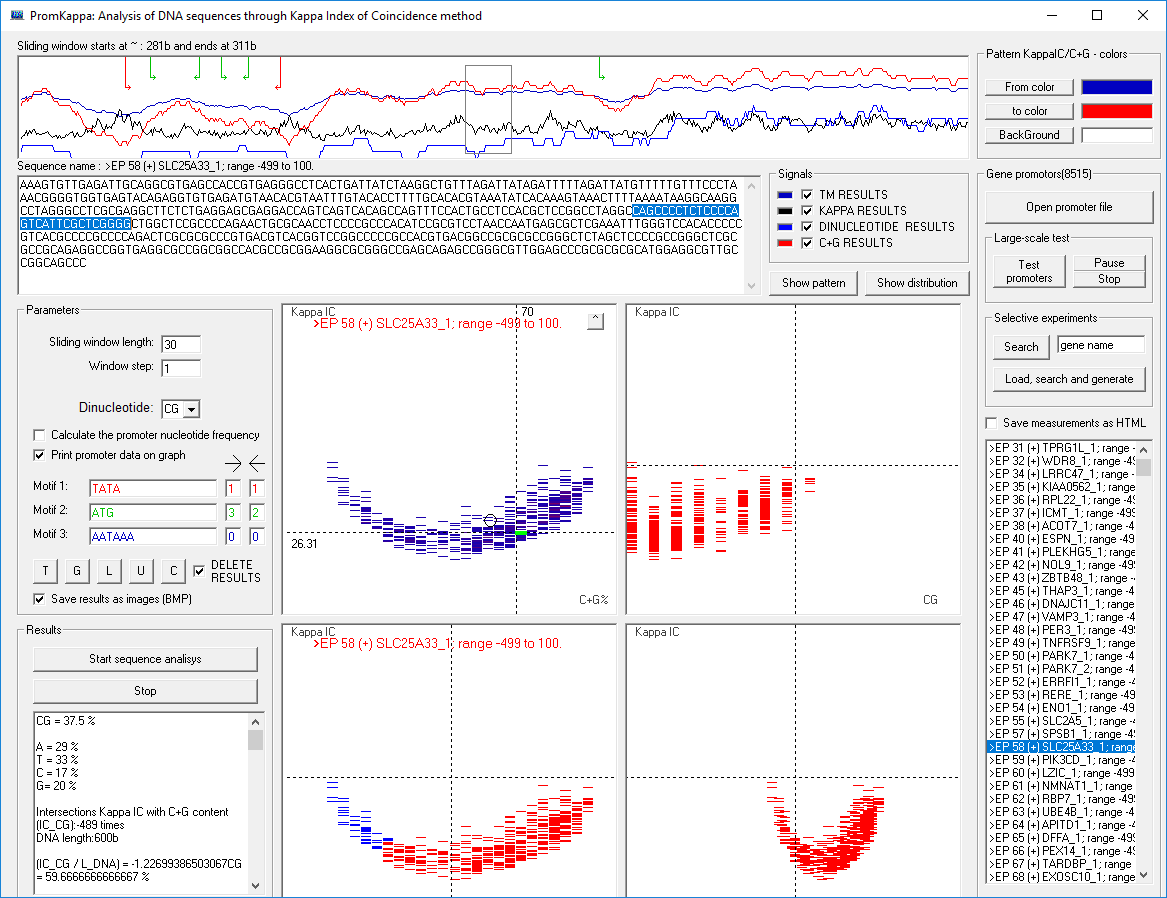 PromKappa: Analysis of DNA sequences through Kappa Index of Coincidence method
Sliding window starts at ~ : 281b and ends at 311b
Sequence name : >EP 58 (+) SLC25A33_1; range -499 to 100.
AAAGTGTTGAGATTGCAGGCGTGAGCCACCGTGAGGGCCTCACTGATTATCTAAGGCTGTTTAGATTATAGATTTTTAGATTATGTTTTTGTTTCCCTA
AACGGGGTGGTGAGTACAGAGGTGTGAGATGTAACACGTAATTTGTACACCTTTTGCACACGTAAATATCACAAAGTAAACTTTTAAAATAAGGCAAGG
CCTAGGGCCTCGCGAGGCTTCTCTGAGGAGCGAGGACCAGTCAGTCACAGCCAGTTTCCACTGCCTCCACGCTCCGGCCTAGGCCAGCCCCTCTCCCCA
GTCATTCGCTCGGGGCTGGCTCCGCCCCAGAACTGCGCAACCTCCCCGCCCACATCCGCGTCCTAACCAATGAGCGCTCGAAATTTGGGTCCACACCCCC
GTCACGCCCCGCCCCAGACTCGCGCGCCCGTGACGTCACGGTCCGGCCCCCGCCACGTGACGGCCGCGCGCCGGGCTCTAGCTCCCCGCCGGGCTCGC
GCCGCCAGAGAGGCCGGTGAGGCGCCGGCGGCCACGCGGAAGGCGCGGGCCGAGCAGAGCCGGGCGTTGGAGCCCGCGCGCGCATGGAGGCGTTGC
CGGCAGCCC
Signals
TM RESULTS
KAPPA RESULTS
DINUCLEOTIDE RESULTS
C+G RESULTS
Show pattern
Show distribution
Pattern KappaIC/C+G - colors
From color
to color
BackGround
Gene promotors(8515)
Open promoter file
Large-scale test
Test
promoters
Pause
Stop
Selective experiments
Search
gene name
Load, search and generate
Save measurements as HTML
>EP 31 (+) TPRG1L_1; range -
>EP 32 (+) WDR8_1; range -49
>EP 34 (+) LRRC47_1; range -
>EP 35 (+) KIAA0562_1; range
>EP 36 (+) RPL22_1; range -4
>EP 37 (+) ICMT_1; range -49
>EP 38 (+) ACOT7_1; range -
>EP 40 (+) ESPN_1; range -49
>EP 41 (+) PLEKHG5_1; range
>EP 42 (+) NOL9_1; range -49
>EP 43 (+) ZBTB48_1; range -
>EP 45 (+) THAP3_1; range -4
>EP 46 (+) DNAJC11_1; range
>EP 47 (+) VAMP3_1; range -4
>EP 48 (+) PER3_1; range -49
>EP 49 (+) TNFRSF9_1; range
>EP 50 (+) PARK7_1; range -4
>EP 51 (+) PARK7_2; range -4
>EP 52 (+) ERRFI1_1; range -4
>EP 53 (+) RERE_1; range -49
>EP 54 (+) ENO1_1; range -49
>EP 55 (+) SLC2A5_1; range -4
>EP 57 (+) SPSB1_1; range -4
>EP 58 (+) SLC25A33_1; range
>EP 59 (+) PIK3CD_1; range -4
>EP 60 (+) LZIC_1; range -499
>EP 61 (+) NMNAT1_1; range -
>EP 62 (+) RBP7_1; range -49
>EP 63 (+) UBE4B_1; range -4
>EP 64 (+) APITD1_1; range -4
>EP 65 (+) DFFA_1; range -49
>EP 66 (+) PEX14_1; range -49
>EP 67 (+) TARDBP_1; range
>EP 68 (+) EXOSC10_1; range
Parameters
Sliding window length: 30
Window step: 1
Dinucleotide: CG
Calculate the promoter nucleotide frequency
Print promoter data on graph
Motif 1: TATA 1 1
Motif 2: ATG 3 2
Motif 3: AATAAA 0 0
T G L U C
DELETE
RESULTS
Save results as images (BMP)
Results
Start sequence analisys
Stop
CG = 37.5 %
A = 29 %
T = 33 %
C = 17 %
G= 20 %
Intersections Kappa IC with C+G content
(IC_CG):-489 times
DNA length:600b
(IC_CG / L_DNA) = -1.22699386503067CG
= 59.6666666666667 %
Kappa IC
70
>EP 58 (+) SLC25A33_1; range -499 to 100.
26.31
C+G%
Kappa IC
CG
Kappa IC
>EP 58 (+) SLC25A33_1; range -499 to 100.
Kappa IC